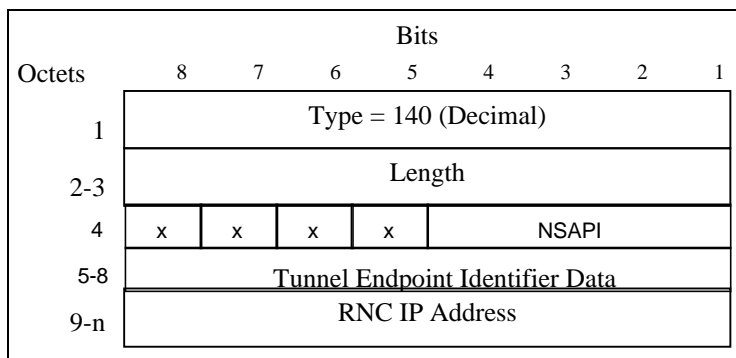 Bits
Octets 8 7 6 5 4 3 2 1
1 Type = 140 (Decimal)
2-3 Length
4 x x x x NSAPI
5-8 Tunnel Endpoint Identifier Data
9-n RNC IP Address